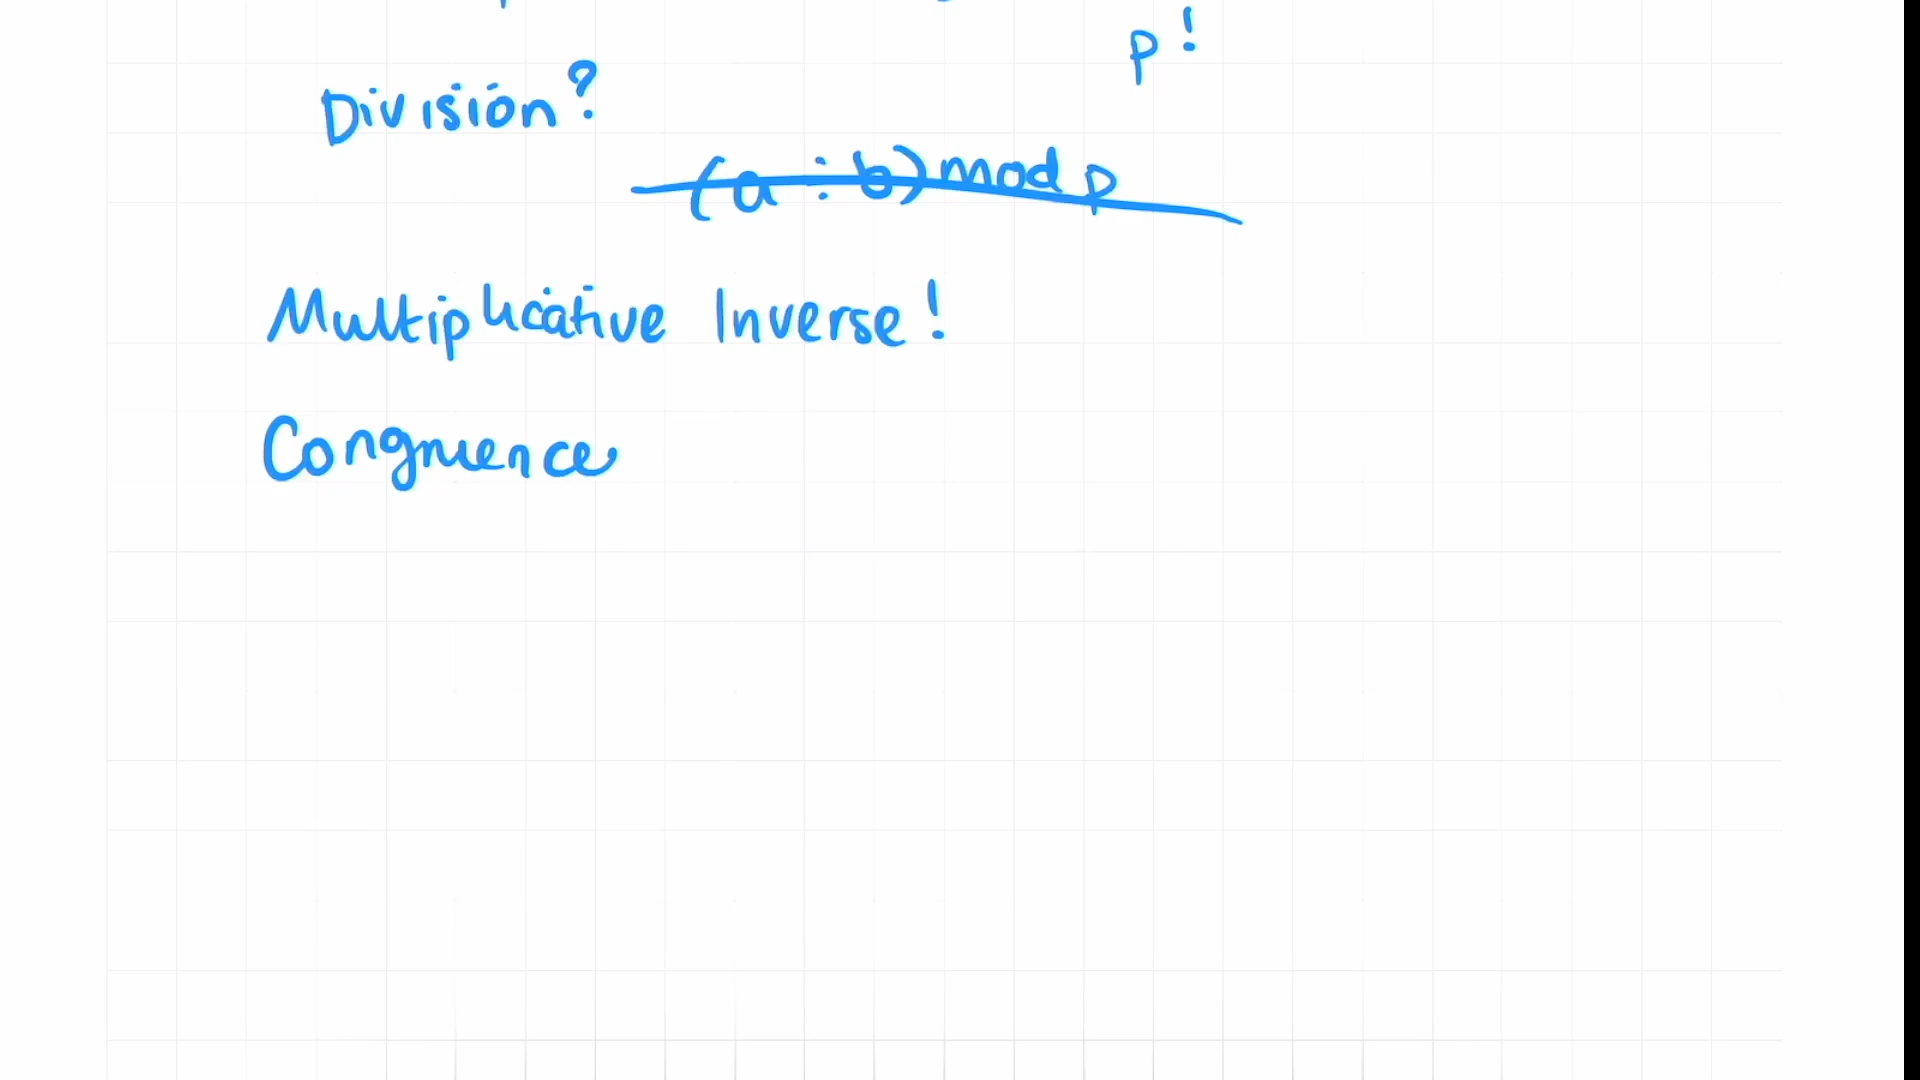 p!
Division?
(a : b) mod p
Multiplicative Inverse!
Congruence